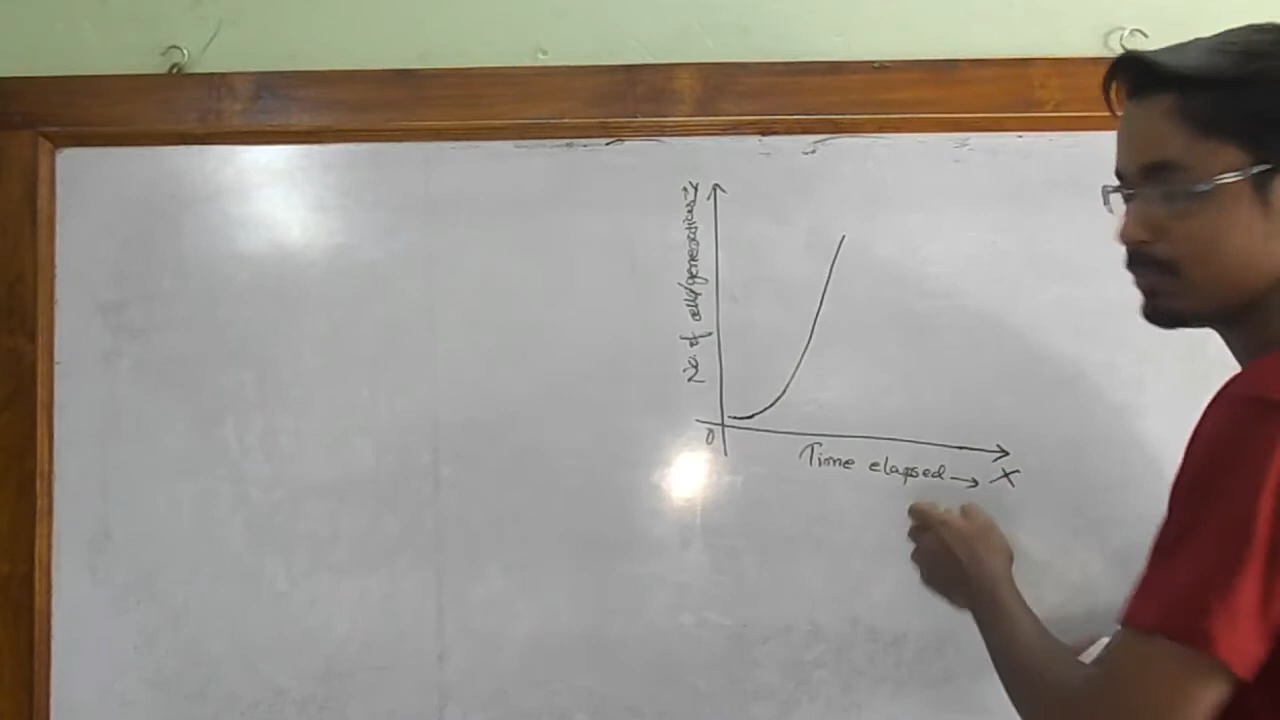 No. of cells/generations → Y
0
Time elapsed → X